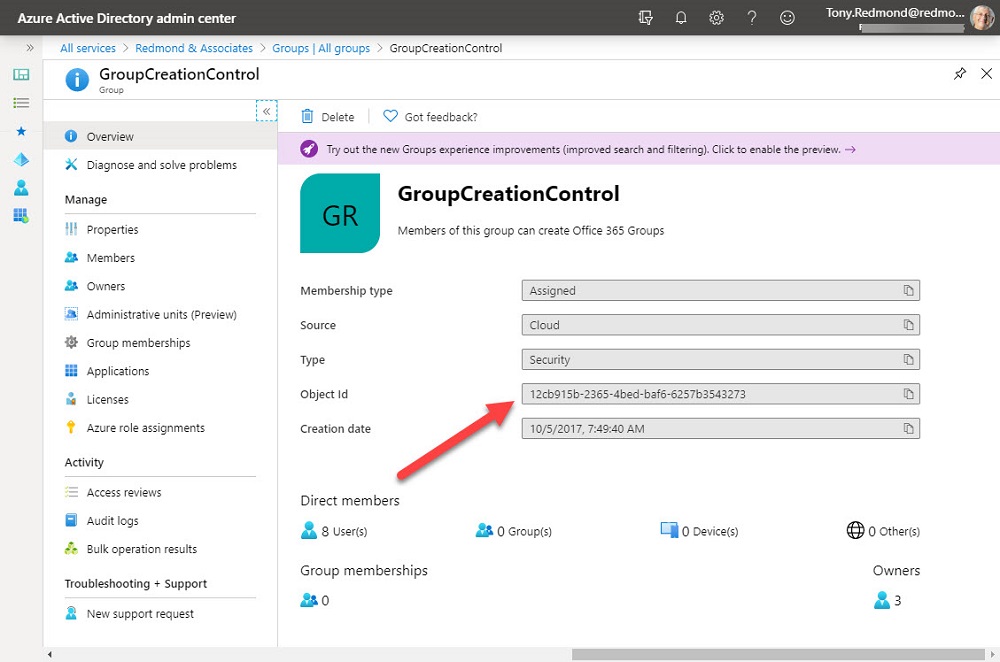 Azure Active Directory admin center
Tony.Redmond@redmo...
All services > Redmond & Associates > Groups | All groups > GroupCreationControl
GroupCreationControl
Group
Overview
Diagnose and solve problems
Manage
Properties
Members
Owners
Administrative units (Preview)
Group memberships
Applications
Licenses
Azure role assignments
Activity
Access reviews
Audit logs
Bulk operation results
Troubleshooting + Support
New support request
Delete
Got feedback?
Try out the new Groups experience improvements (improved search and filtering). Click to enable the preview. →
GR
GroupCreationControl
Members of this group can create Office 365 Groups
Membership type Assigned
Source Cloud
Type Security
Object Id 12cb915b-2365-4bed-baf6-6257b3543273
Creation date 10/5/2017, 7:49:40 AM
Direct members
8 User(s) 0 Group(s) 0 Device(s) 0 Other(s)
Group memberships Owners
0 3